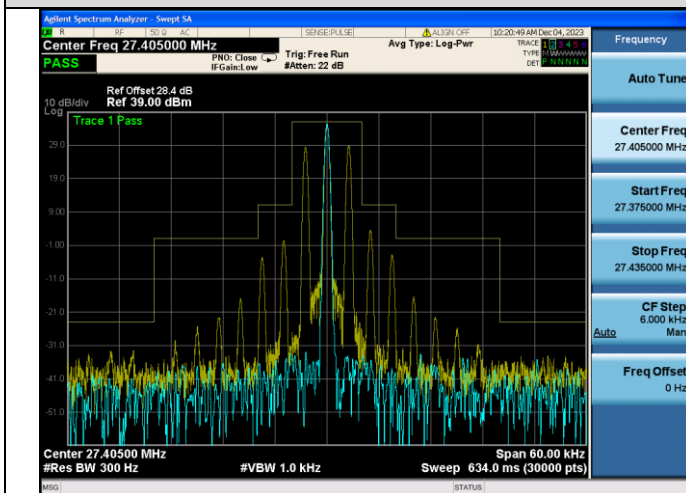 Agilent Spectrum Analyzer - Swept SA
R RF 50 Ω AC SENSE:PULSE ALIGN OFF 10:20:49 AM Dec 04, 2023
Center Freq 27.405000 MHz
PNO: Close
IFGain:Low
Trig: Free Run
#Atten: 22 dB
Avg Type: Log-Pwr
TRACE 1 2 3 4 5 6
TYPE
DET P N N N N N
PASS
Ref Offset 28.4 dB
10 dB/div Ref 39.00 dBm
Log
Trace 1 Pass
29.0
19.0
9.00
-1.00
-11.0
-21.0
-31.0
-41.0
-51.0
Center 27.40500 MHz Span 60.00 kHz
#Res BW 300 Hz #VBW 1.0 kHz Sweep 634.0 ms (30000 pts)
MSG STATUS
Frequency
Auto Tune
Center Freq
27.405000 MHz
Start Freq
27.375000 MHz
Stop Freq
27.435000 MHz
CF Step
6.000 kHz
Auto Man
Freq Offset
0 Hz